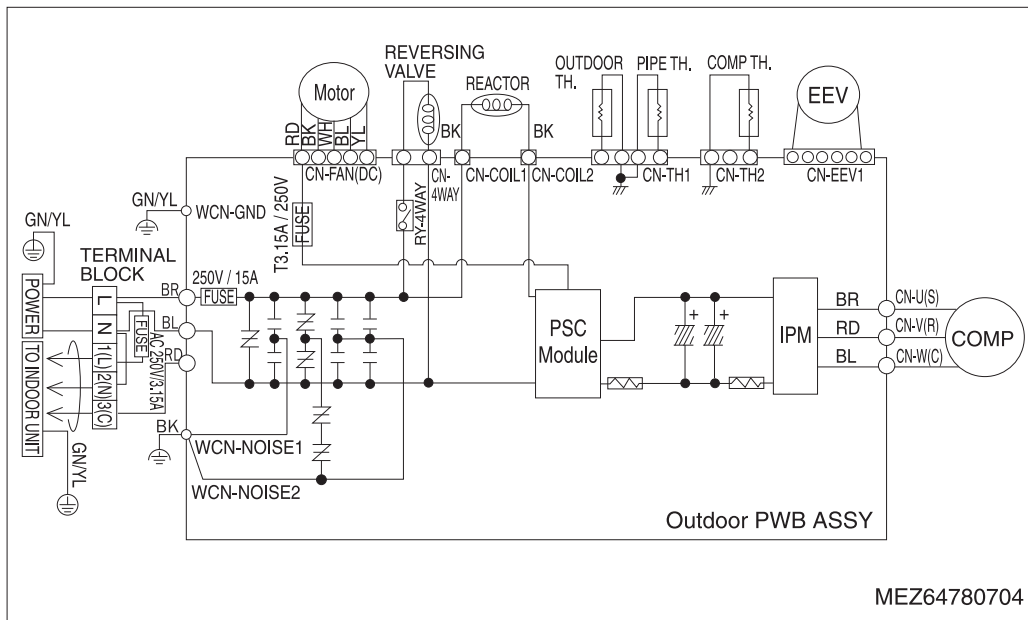 REVERSING
VALVE
OUTDOOR
TH.
PIPE TH.
COMP TH.
Motor
REACTOR
EEV
RD
BK
WH
BL
YL
BK
BK
CN-FAN(DC)
CN-
4WAY
CN-COIL1
CN-COIL2
CN-TH1
CN-TH2
CN-EEV1
GN/YL
WCN-GND
T3.15A / 250V
FUSE
RY-4WAY
GN/YL
TERMINAL
BLOCK
POWER
L
N
1(L)
2(N)
3(C)
TO INDOOR UNIT
FUSE
AC 250V/3.15A
BR
250V / 15A
FUSE
BL
RD
BK
GN/YL
WCN-NOISE1
WCN-NOISE2
PSC
Module
+
+
IPM
BR
RD
BL
CN-U(S)
CN-V(R)
CN-W(C)
COMP
Outdoor PWB ASSY
MEZ64780704